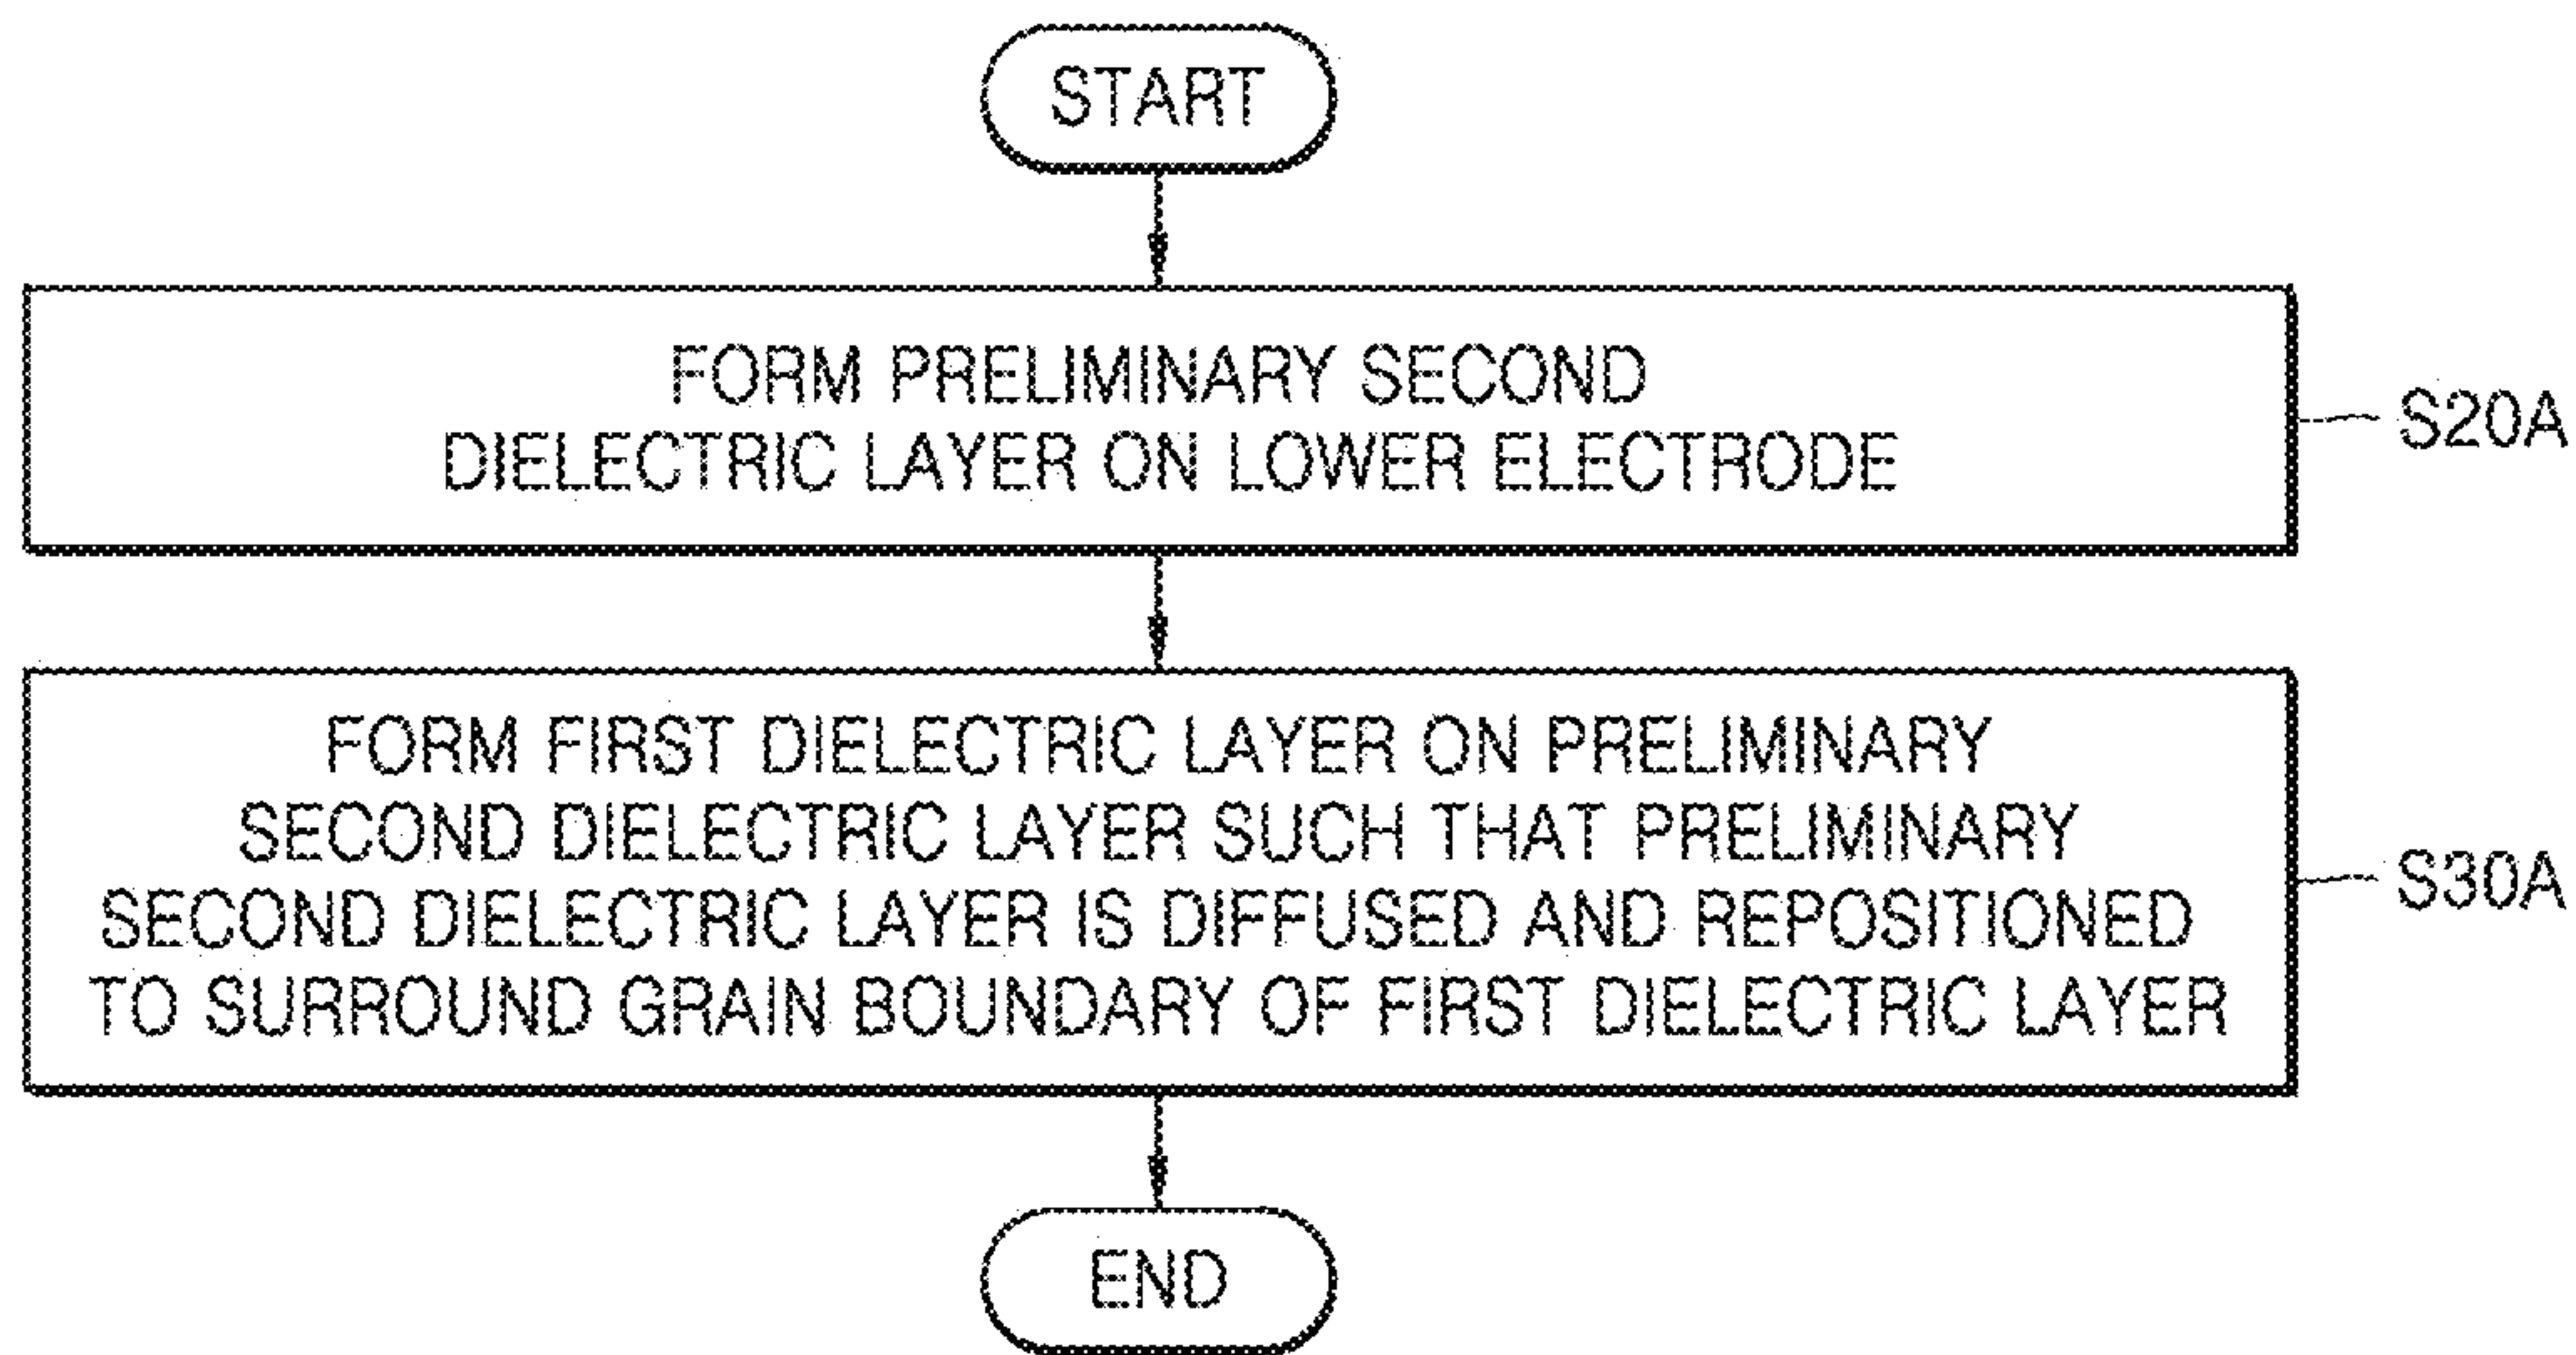 START
FORM PRELIMINARY SECOND
DIELECTRIC LAYER ON LOWER ELECTRODE
S20A
FORM FIRST DIELECTRIC LAYER ON PRELIMINARY
SECOND DIELECTRIC LAYER SUCH THAT PRELIMINARY
SECOND DIELECTRIC LAYER IS DIFFUSED AND REPOSITIONED
TO SURROUND GRAIN BOUNDARY OF FIRST DIELECTRIC LAYER
S30A
END